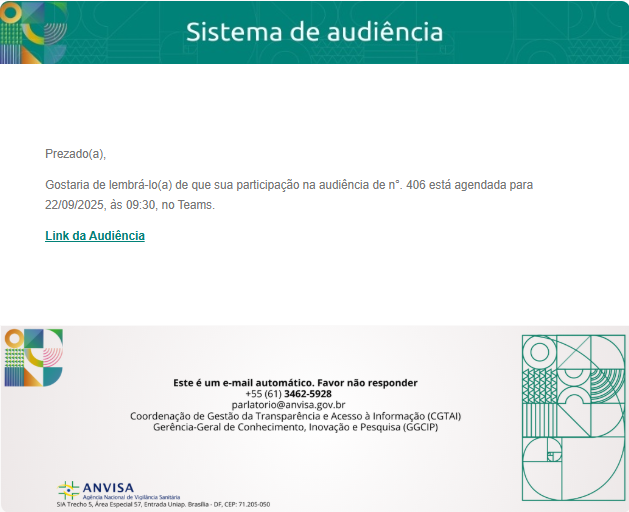 Sistema de audiência
Prezado(a),
Gostaria de lembrá-lo(a) de que sua participação na audiência de n°. 406 está agendada para
22/09/2025, às 09:30, no Teams.
Link da Audiência
Este é um e-mail automático. Favor não responder
+55 (61) 3462-5928
parlatorio@anvisa.gov.br
Coordenação de Gestão da Transparência e Acesso à Informação (CGTAI)
Gerência-Geral de Conhecimento, Inovação e Pesquisa (GGCIP)
ANVISA
Agência Nacional de Vigilância Sanitária
SIA Trecho 5, Área Especial 57, Entrada Uniap. Brasília - DF, CEP: 71.205-050